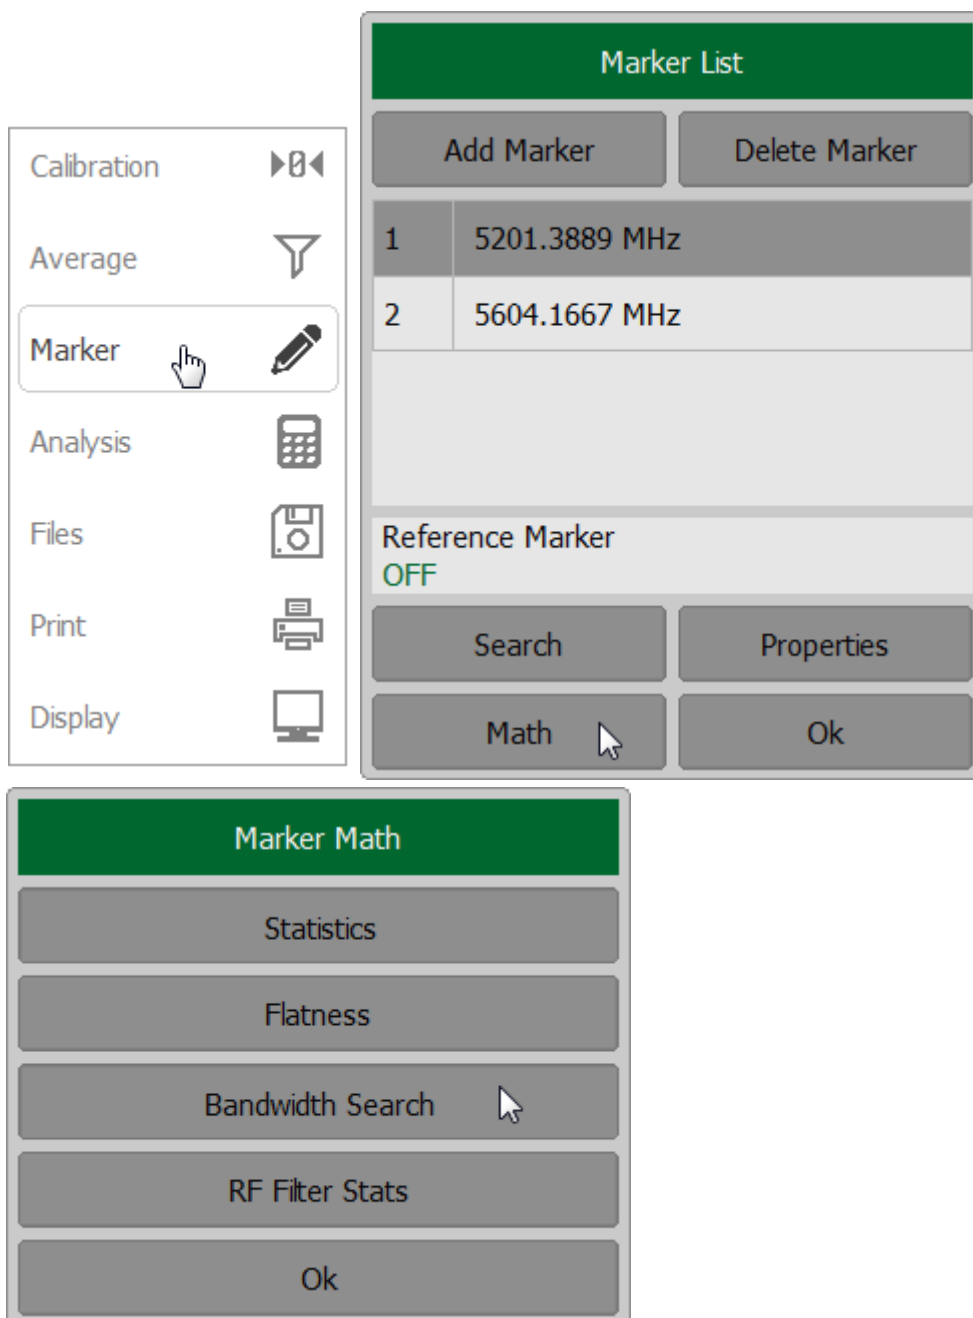 Calibration
Average
Marker
Analysis
Files
Print
Display
Marker List
Add Marker Delete Marker
1 5201.3889 MHz
2 5604.1667 MHz
Reference Marker
OFF
Search Properties
Math Ok
Marker Math
Statistics
Flatness
Bandwidth Search
RF Filter Stats
Ok